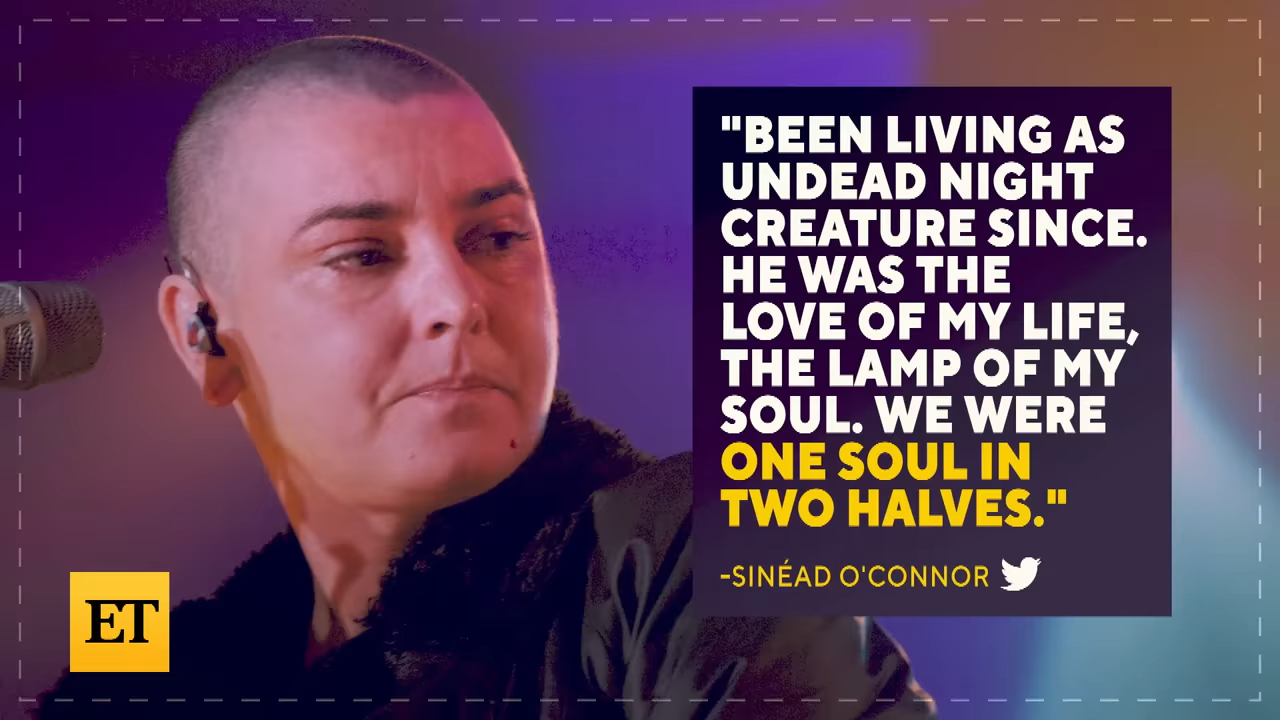 "BEEN LIVING AS
UNDEAD NIGHT
CREATURE SINCE.
HE WAS THE
LOVE OF MY LIFE,
THE LAMP OF MY
SOUL. WE WERE
ONE SOUL IN
TWO HALVES."
-SINÉAD O'CONNOR
ET